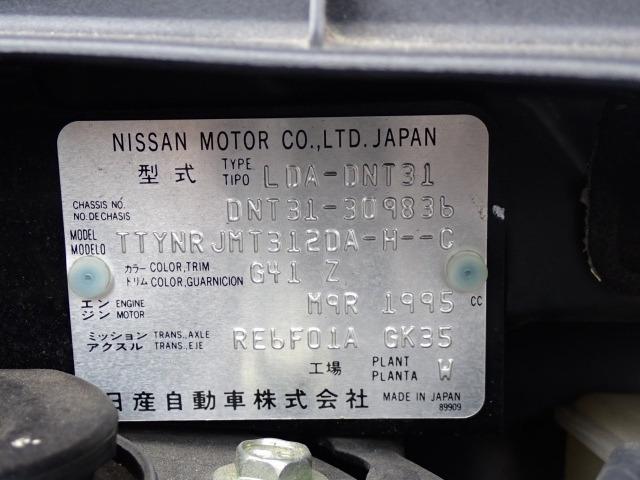 NISSAN MOTOR CO.,LTD. JAPAN
型式 TYPE TIPO LDA-DNT31
CHASSIS NO. NO.DE CHASIS DNT31-309836
MODEL MODELO TTYNRJMT312DA-H--C
カラー COLOR,TRIM トリム COLOR,GUARNICION G41 Z
エンジン ENGINE MOTOR M9R 1995 CC
ミッション TRANS.,AXLE アクスル TRANS.,EJE RE6F01A GK35
工場 PLANT PLANTA W
日産自動車株式会社 MADE IN JAPAN
89909